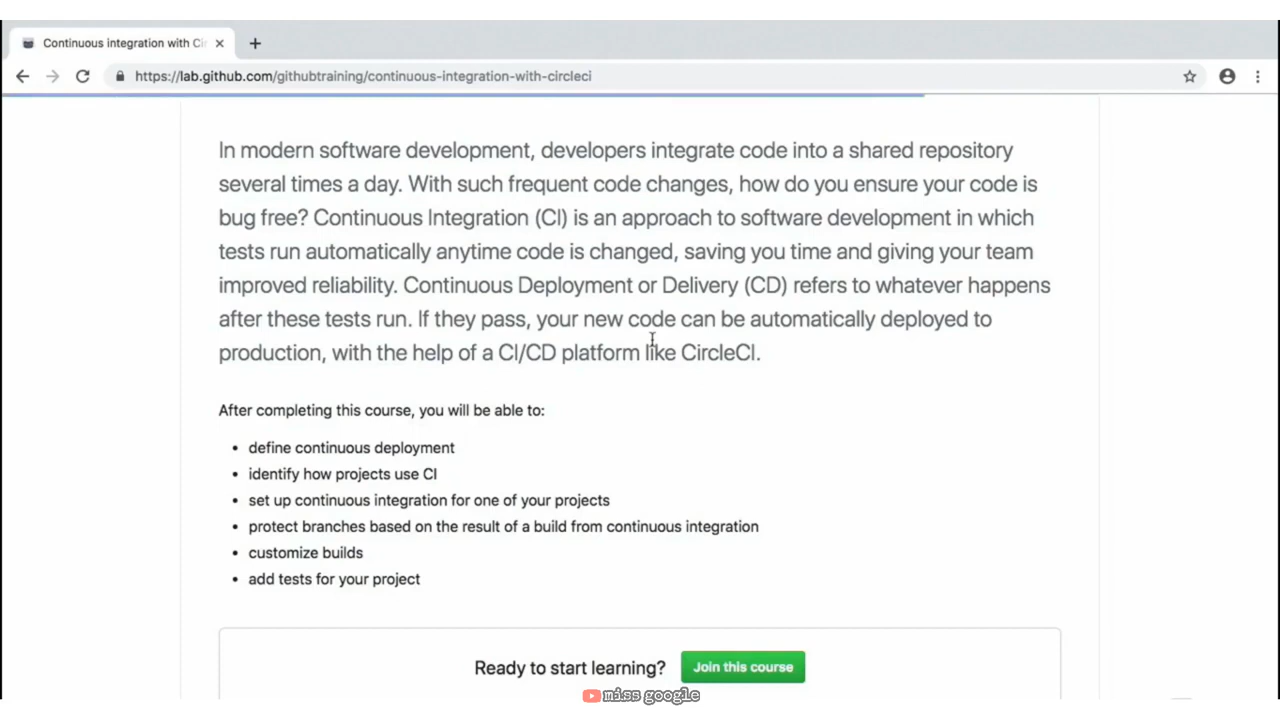 Continuous integration with Ci
https://lab.github.com/githubtraining/continuous-integration-with-circleci
In modern software development, developers integrate code into a shared repository
several times a day. With such frequent code changes, how do you ensure your code is
bug free? Continuous Integration (CI) is an approach to software development in which
tests run automatically anytime code is changed, saving you time and giving your team
improved reliability. Continuous Deployment or Delivery (CD) refers to whatever happens
after these tests run. If they pass, your new code can be automatically deployed to
production, with the help of a CI/CD platform like CircleCI.
After completing this course, you will be able to:
• define continuous deployment
• identify how projects use CI
• set up continuous integration for one of your projects
• protect branches based on the result of a build from continuous integration
• customize builds
• add tests for your project
Ready to start learning? Join this course
miss google